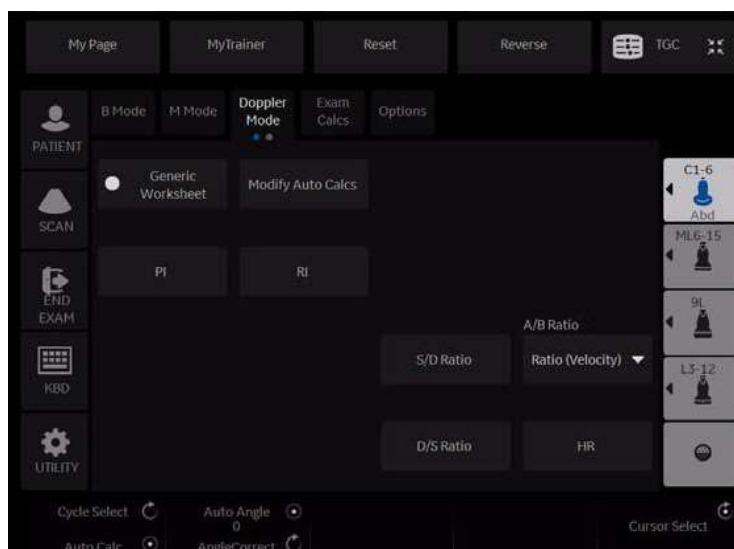 My Page
MyTrainer
Reset
Reverse
TGC
PATIENT
B Mode
M Mode
Doppler
Mode
Exam
Calcs
Options
Generic
Worksheet
Modify Auto Calcs
C1-6
Abd
SCAN
ML6-15
PI
RI
END
EXAM
9L
A/B Ratio
S/D Ratio
Ratio (Velocity)
L3-12
KBD
D/S Ratio
HR
UTILITY
Cycle Select
Auto Angle
0
Cursor Select
Auto Calc
AngleCorrect